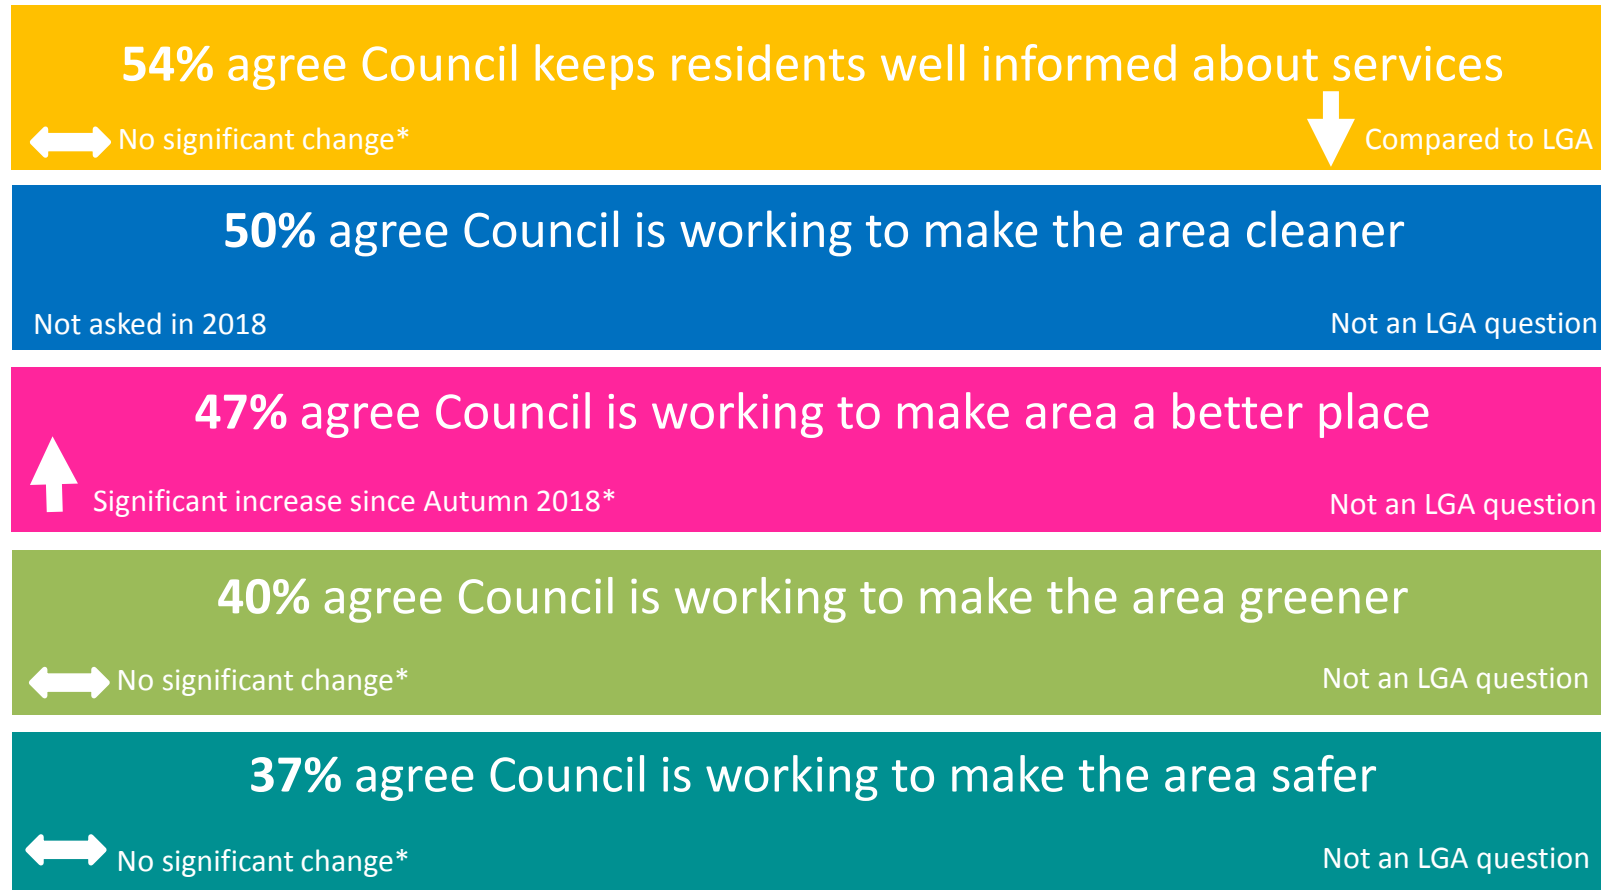 54% agree Council keeps residents well informed about services
No significant change*
Compared to LGA
50% agree Council is working to make the area cleaner
Not asked in 2018
Not an LGA question
47% agree Council is working to make area a better place
Significant increase since Autumn 2018*
Not an LGA question
40% agree Council is working to make the area greener
No significant change*
Not an LGA question
37% agree Council is working to make the area safer
No significant change*
Not an LGA question